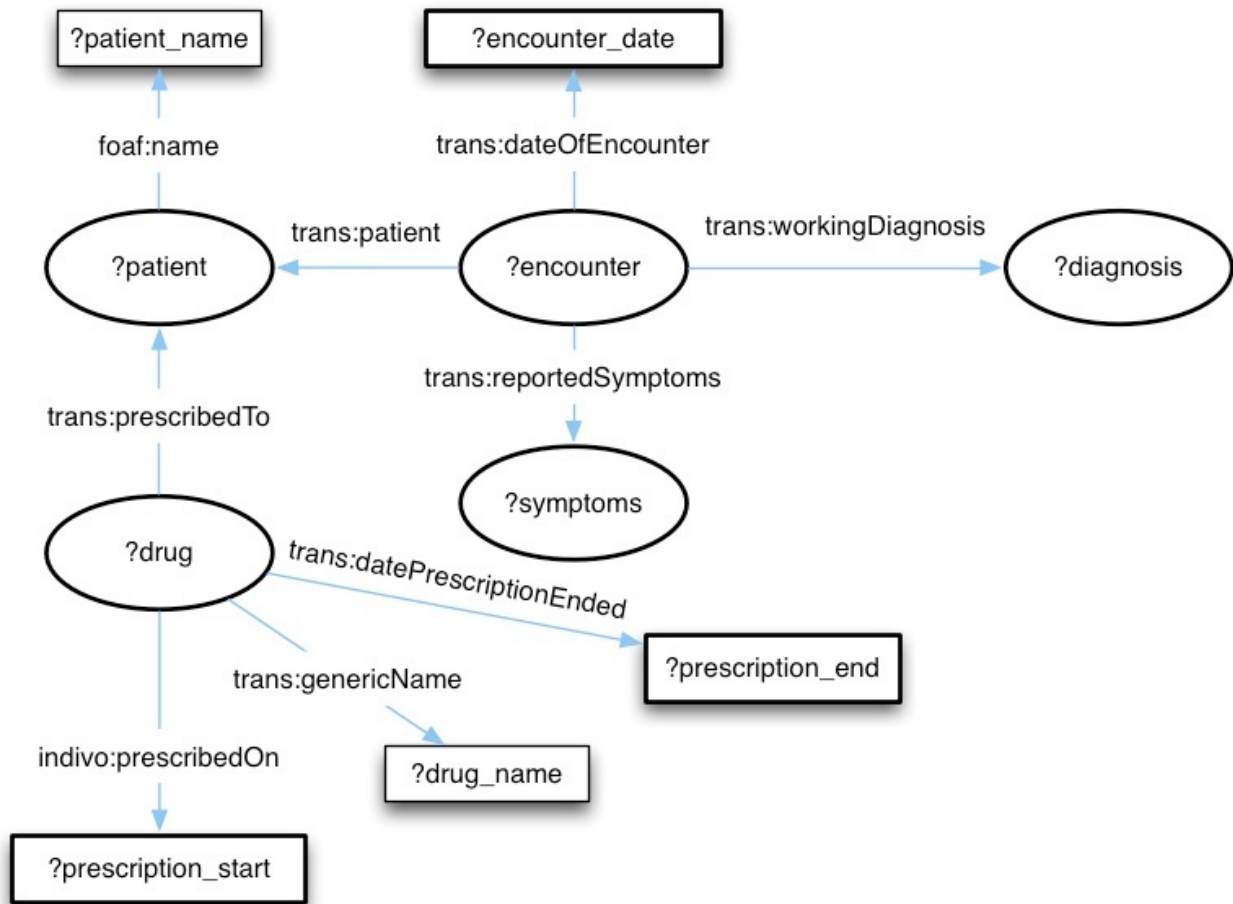 ?patient_name
?encounter_date
foaf:name
trans:dateOfEncounter
trans:patient
trans:workingDiagnosis
?patient
?encounter
?diagnosis
trans:reportedSymptoms
trans:prescribedTo
?symptoms
?drug
trans:datePrescriptionEnded
?prescription_end
trans:genericName
indivo:prescribedOn
?drug_name
?prescription_start